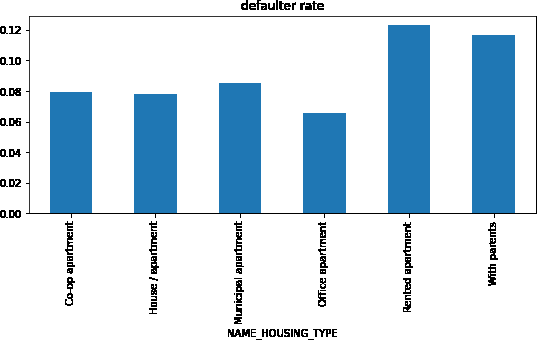 defaulter rate
0.12
0.10
0.08
0.06
0.04
0.02
0.00
Co-op apartment
House / apartment
Municipal apartment
Office apartment
Rented apartment
With parents
NAME_HOUSING_TYPE